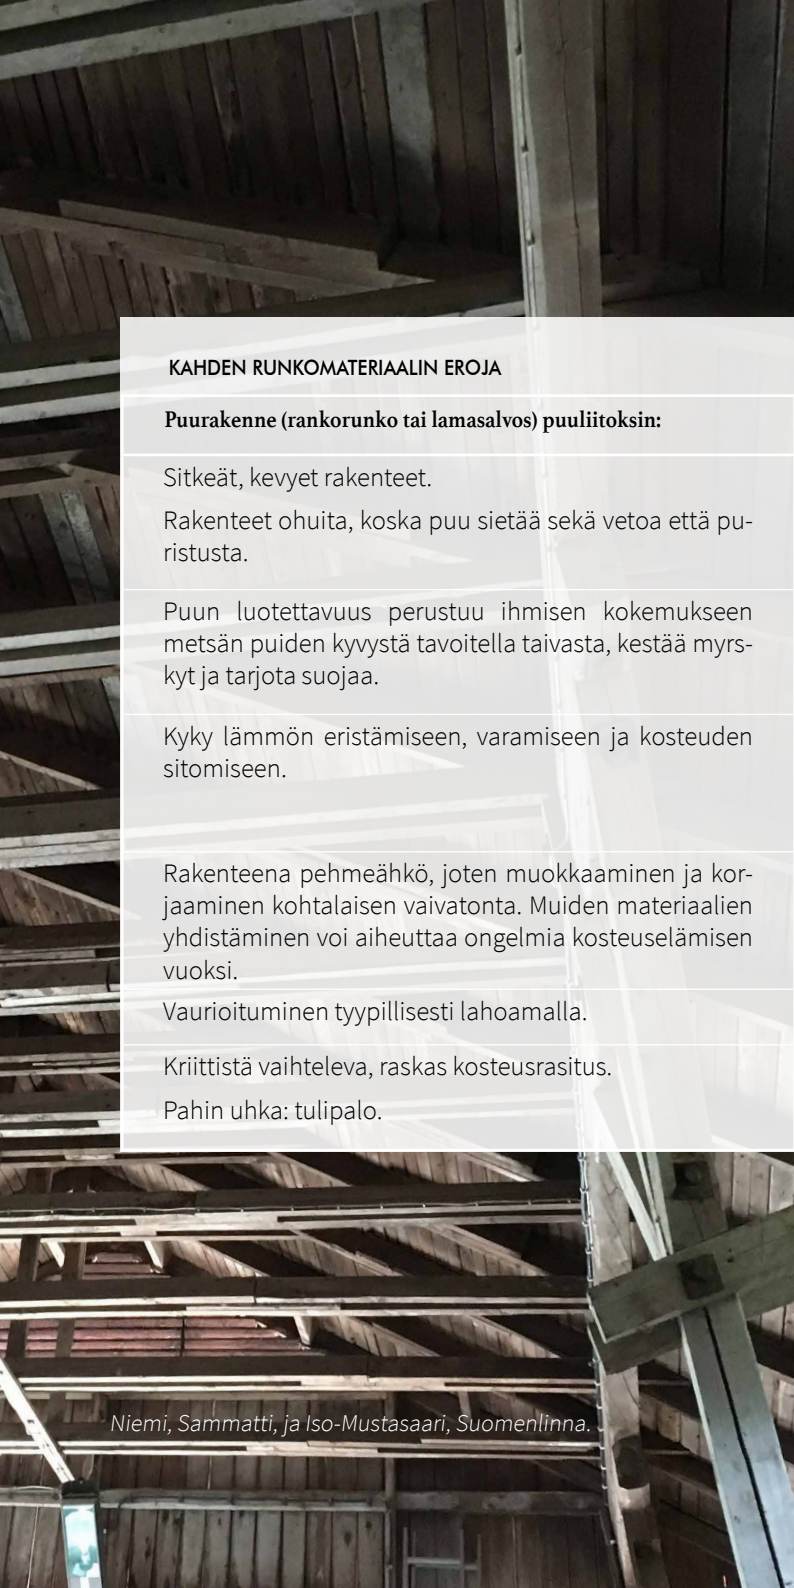 KAHDEN RUNKOMATERIAALIN EROJA
Puurakenne (rankorunko tai lamasalvos) puuliitoksin:
Sitkeät, kevyet rakenteet.
Rakenteet ohuita, koska puu sietää sekä vetoa että pu-
ristusta.
Puun luotettavuus perustuu ihmisen kokemukseen
metsän puiden kyvystä tavoitella taivasta, kestää myrs-
kyt ja tarjota suojaa.
Kyky lämmön eristämiseen, varamiseen ja kosteuden
sitomiseen.
Rakenteena pehmeähkö, joten muokkaaminen ja kor-
jaaminen kohtalaisen vaivatonta. Muiden materiaalien
yhdistäminen voi aiheuttaa ongelmia kosteuselämisen
vuoksi.
Vaurioituminen tyypillisesti lahoamalla.
Kriittistä vaihteleva, raskas kosteusrasitus.
Pahin uhka: tulipalo.
Niemi, Sammatti, ja Iso-Mustasaari, Suomenlinna.